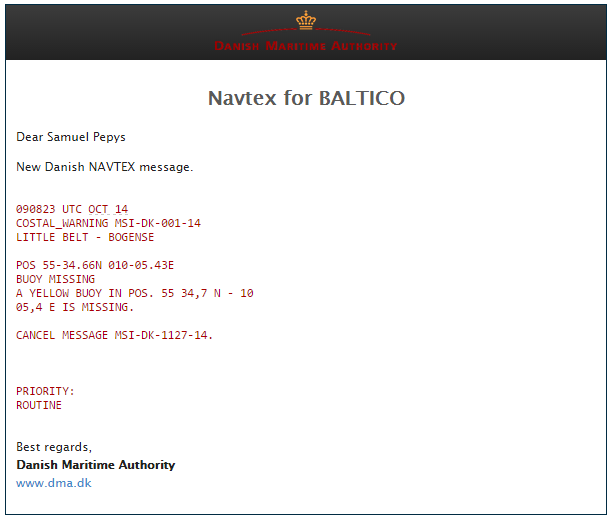 DANISH MARITIME AUTHORITY
Navtex for BALTICO
Dear Samuel Pepys
New Danish NAVTEX message.
090823 UTC OCT 14
COSTAL_WARNING MSI-DK-001-14
LITTLE BELT - BOGENSE
POS 55-34.66N 010-05.43E
BUOY MISSING
A YELLOW BUOY IN POS. 55 34,7 N - 10
05,4 E IS MISSING.
CANCEL MESSAGE MSI-DK-1127-14.
PRIORITY:
ROUTINE
Best regards,
Danish Maritime Authority
www.dma.dk